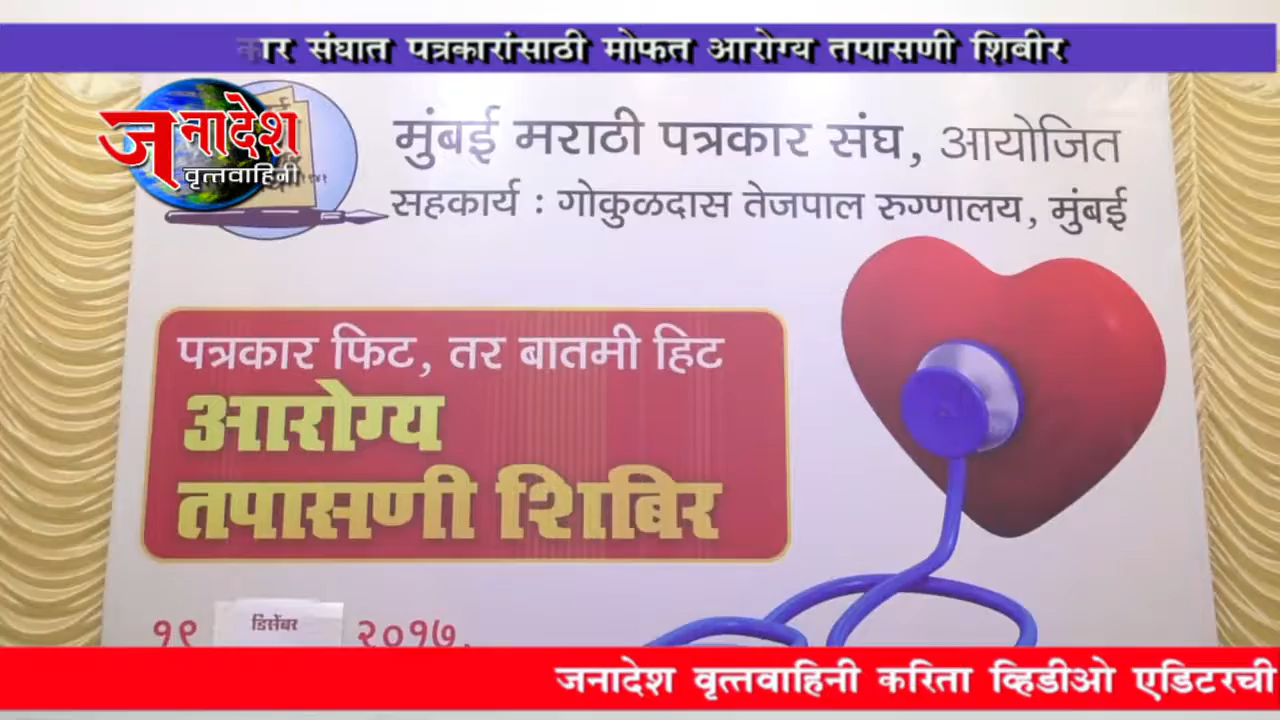 कार संघात पत्रकारांसाठी मोफत आरोग्य तपासणी शिबीर
जनादेश
वृत्तवाहिनी
मुंबई मराठी पत्रकार संघ, आयोजित
सहकार्य : गोकुळदास तेजपाल रुग्णालय, मुंबई
पत्रकार फिट, तर बातमी हिट
आरोग्य
तपासणी शिबिर
१९ डिसेंबर २०१७,
जनादेश वृत्तवाहिनी करिता व्हिडीओ एडिटरची